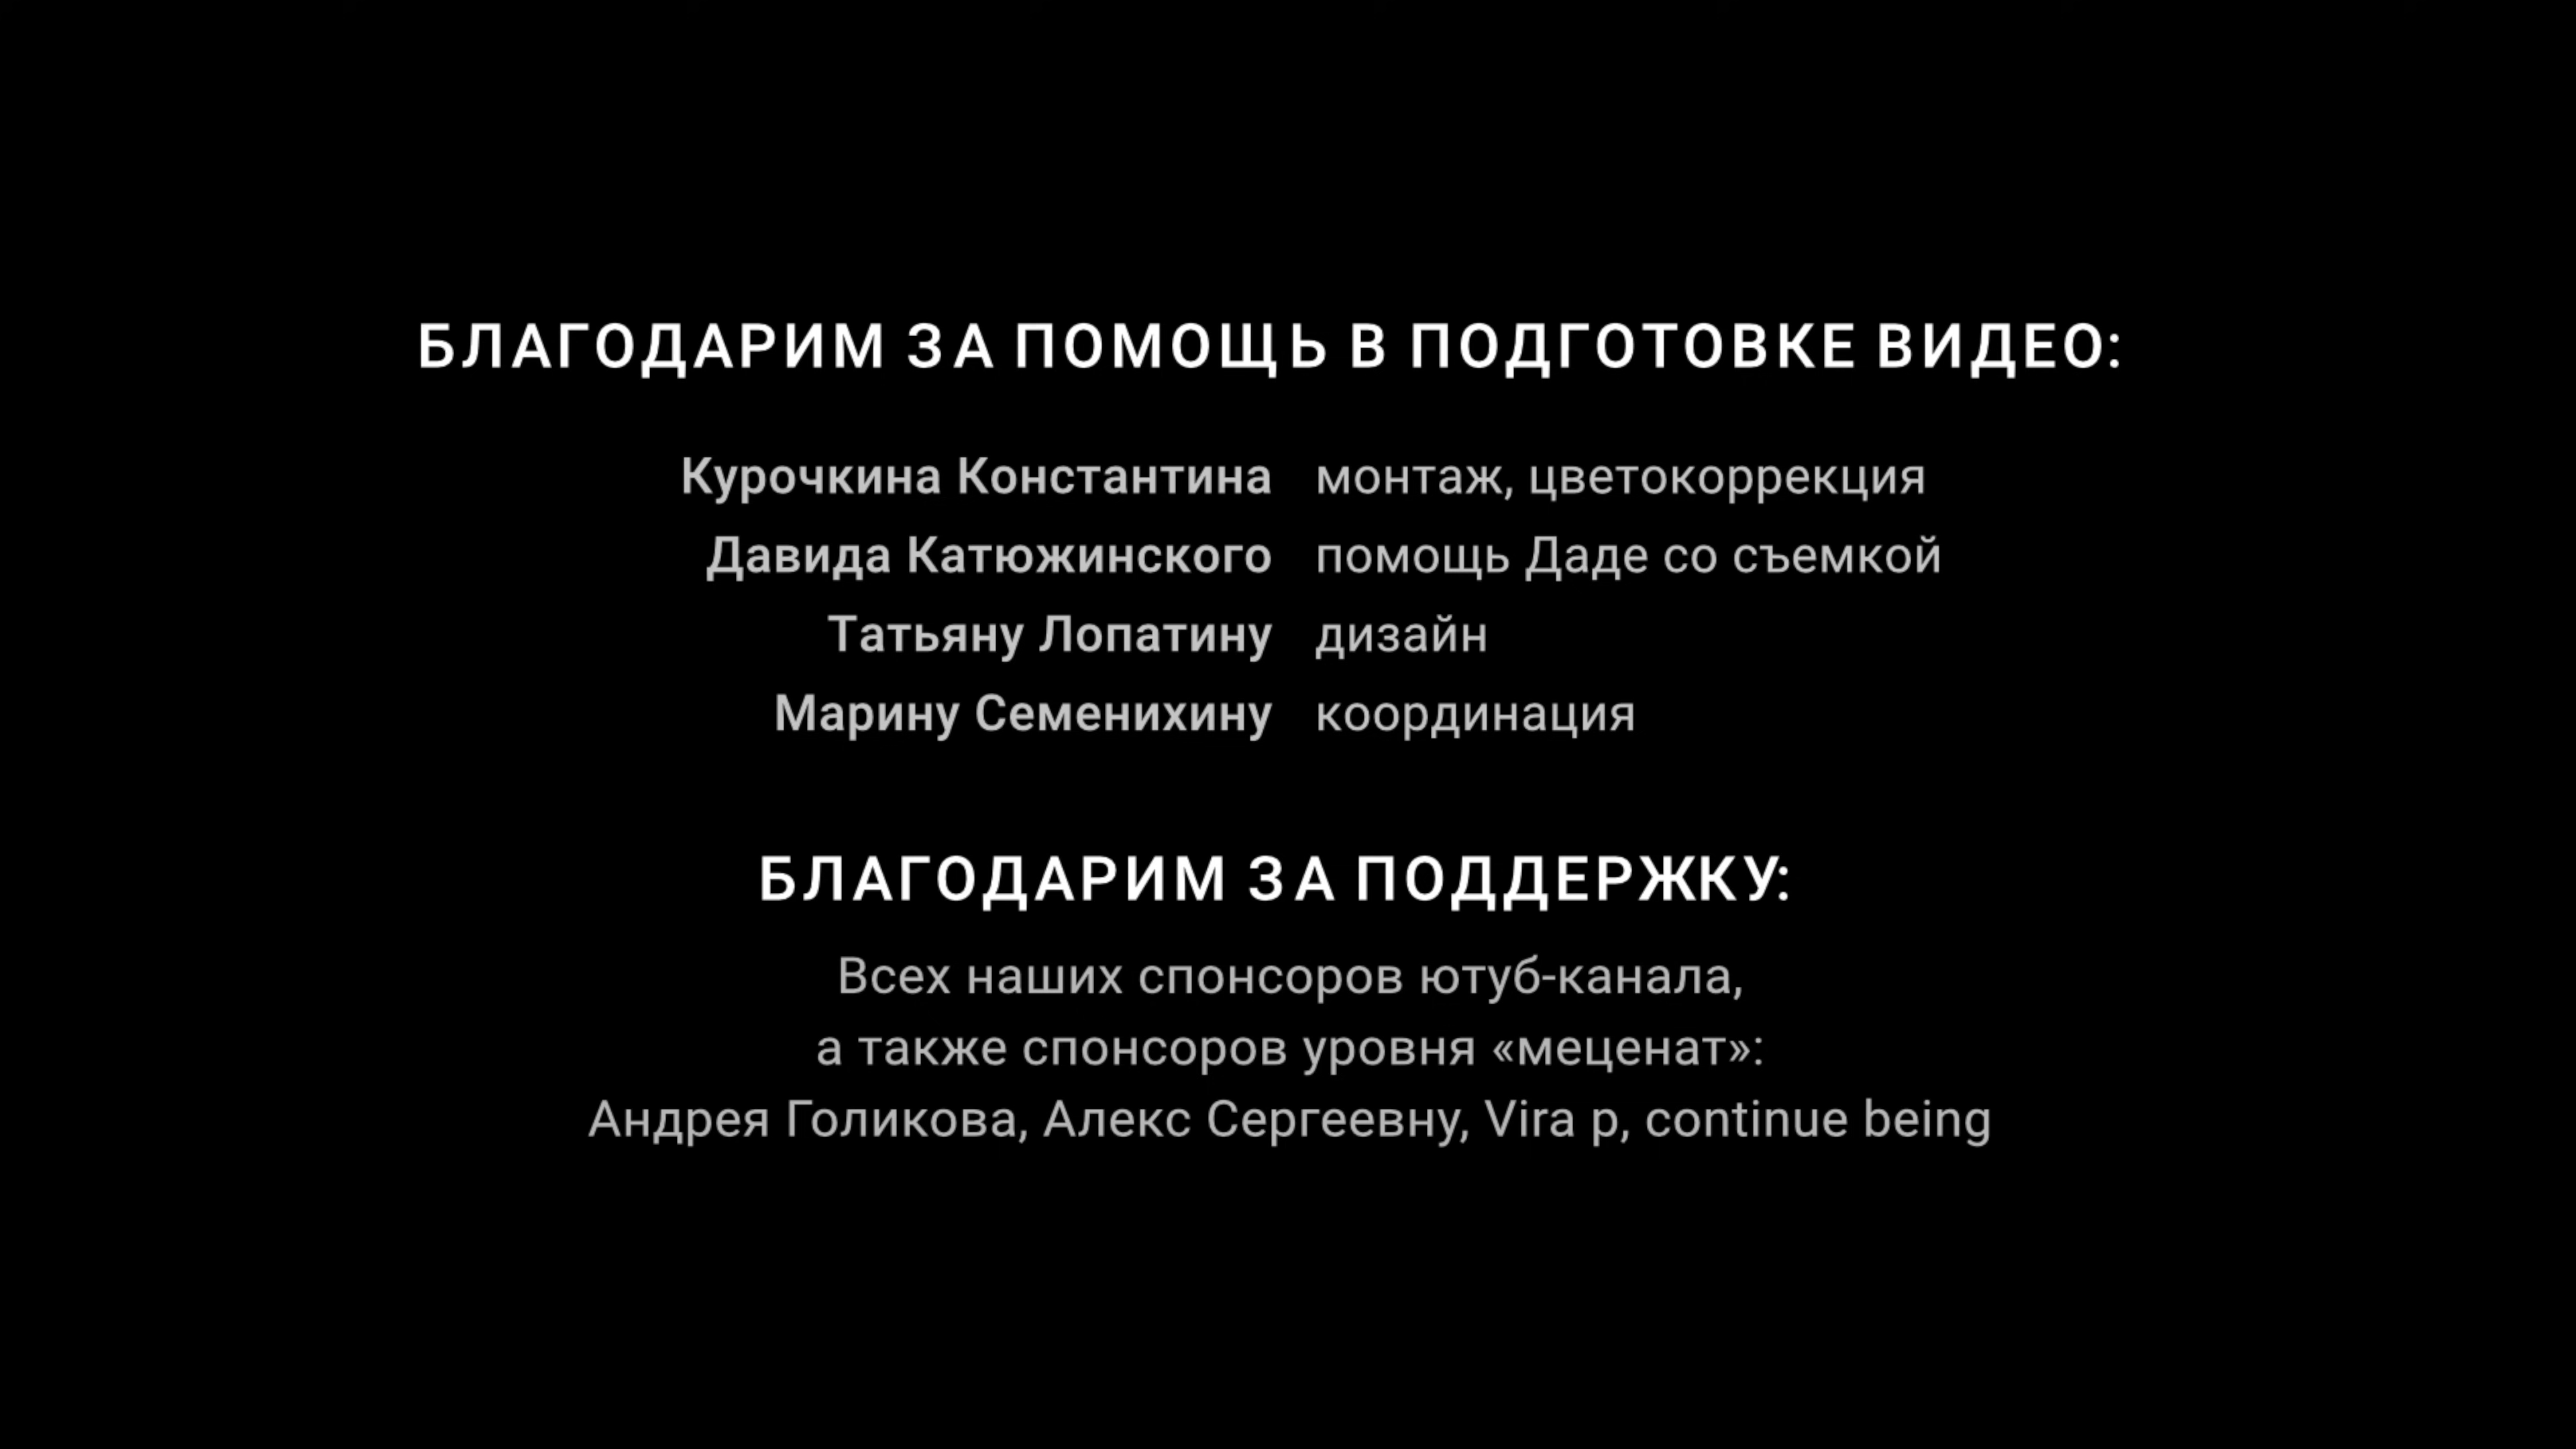 БЛАГОДАРИМ ЗА ПОМОЩЬ В ПОДГОТОВКЕ ВИДЕО:
Курочкина Константина монтаж, цветокоррекция
Давида Катюжинского помощь Даде со съемкой
Татьяну Лопатину дизайн
Марину Семенихину координация
БЛАГОДАРИМ ЗА ПОДДЕРЖКУ:
Всех наших спонсоров ютуб-канала,
а также спонсоров уровня «меценат»:
Андрея Голикова, Алекс Сергеевну, Vira p, continue being